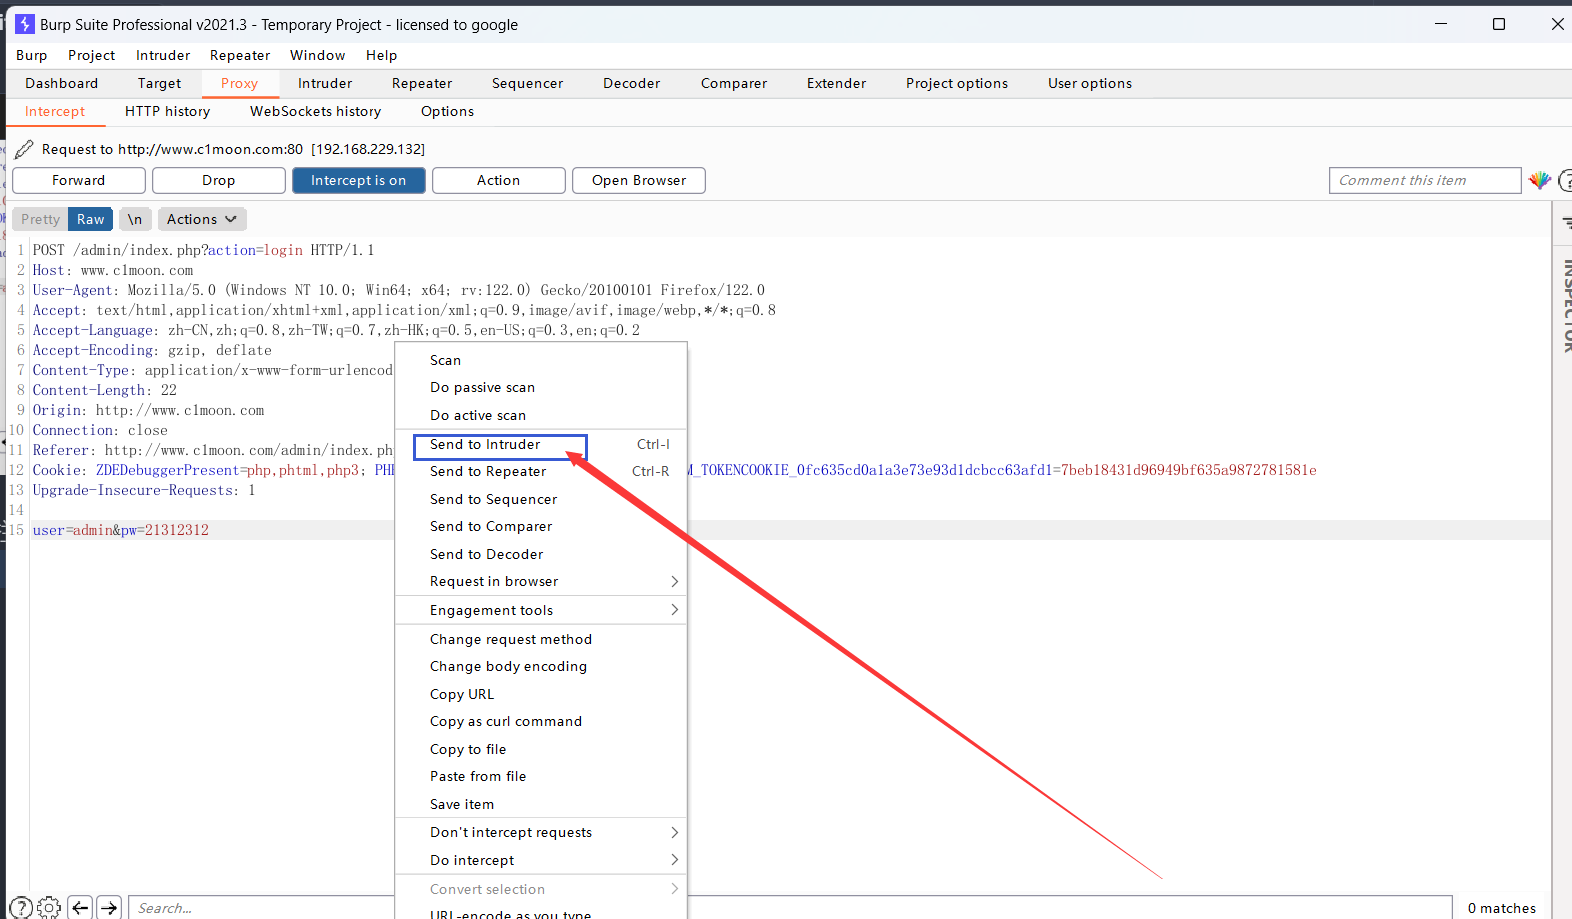 Burp Suite Professional v2021.3 - Temporary Project - licensed to google
Burp Project Intruder Repeater Window Help
Dashboard Target Proxy Intruder Repeater Sequencer Decoder Comparer Extender Project options User options
Intercept HTTP history WebSockets history Options
Request to http://www.c1moon.com:80 [192.168.229.132]
Forward Drop Intercept is on Action Open Browser Comment this item
Pretty Raw \n Actions
INSPECTOR
1 POST /admin/index.php?action=login HTTP/1.1
2 Host: www.c1moon.com
3 User-Agent: Mozilla/5.0 (Windows NT 10.0; Win64; x64; rv:122.0) Gecko/20100101 Firefox/122.0
4 Accept: text/html,application/xhtml+xml,application/xml;q=0.9,image/avif,image/webp,*/*;q=0.8
5 Accept-Language: zh-CN,zh;q=0.8,zh-TW;q=0.7,zh-HK;q=0.5,en-US;q=0.3,en;q=0.2
6 Accept-Encoding: gzip, deflate
7 Content-Type: application/x-www-form-urlencod
8 Content-Length: 22
9 Origin: http://www.c1moon.com
10 Connection: close
11 Referer: http://www.c1moon.com/admin/index.ph
12 Cookie: ZDEDebuggerPresent=php,phtml,php3; PH M_TOKENCOOKIE_0fc635cd0a1a3e73e93d1dcbcc63afd1=7beb18431d96949bf635a9872781581e
13 Upgrade-Insecure-Requests: 1
14
15 user=admin&pw=21312312
Scan
Do passive scan
Do active scan
Send to Intruder Ctrl-I
Send to Repeater Ctrl-R
Send to Sequencer
Send to Comparer
Send to Decoder
Request in browser
Engagement tools
Change request method
Change body encoding
Copy URL
Copy as curl command
Copy to file
Paste from file
Save item
Don't intercept requests
Do intercept
Convert selection
URL-encode as you type
Search... 0 matches